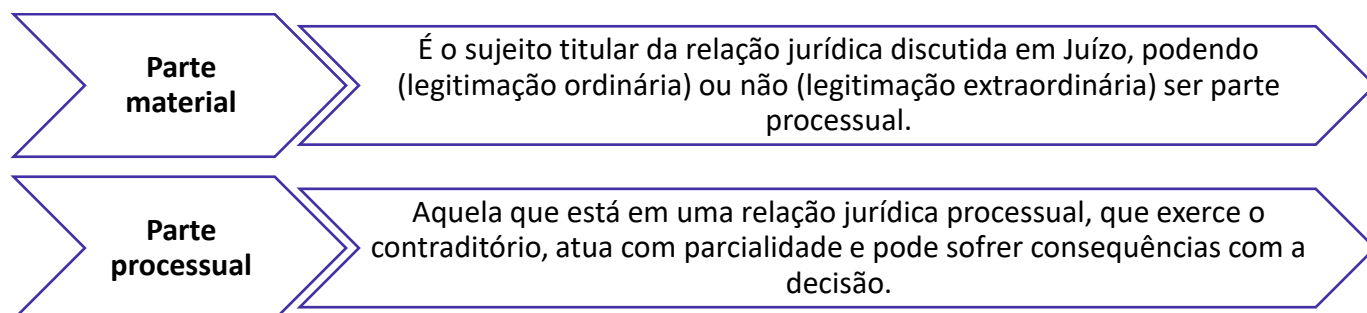 Parte
material
É o sujeito titular da relação jurídica discutida em Juízo, podendo
(legitimação ordinária) ou não (legitimação extraordinária) ser parte
processual.
Parte
processual
Aquela que está em uma relação jurídica processual, que exerce o
contraditório, atua com parcialidade e pode sofrer consequências com a
decisão.